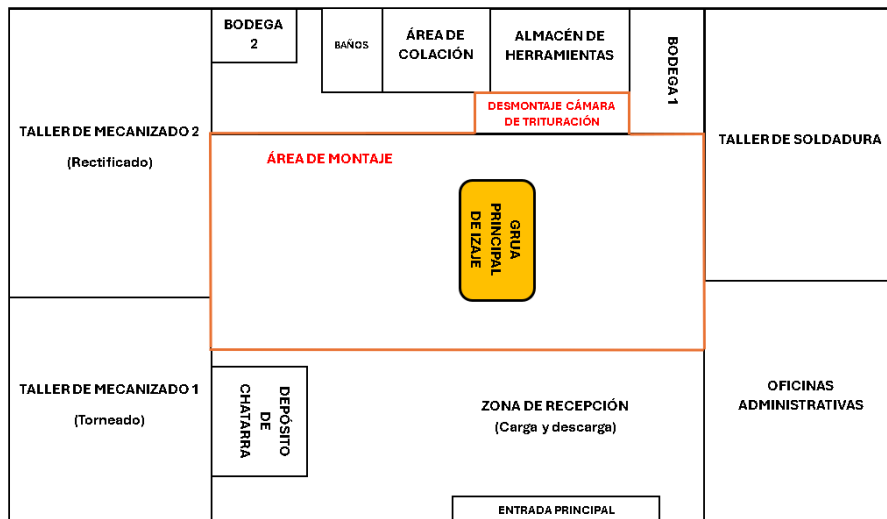 BODEGA
2
BAÑOS
ÁREA DE
COLACIÓN
ALMACÉN DE
HERRAMIENTAS
BODEGA 1
DESMONTAJE CÁMARA
DE TRITURACIÓN
TALLER DE MECANIZADO 2
(Rectificado)
TALLER DE SOLDADURA
ÁREA DE MONTAJE
GRUA
PRINCIPAL
DE IZAJE
TALLER DE MECANIZADO 1
(Torneado)
DEPÓSITO
DE
CHATARRA
ZONA DE RECEPCIÓN
(Carga y descarga)
OFICINAS
ADMINISTRATIVAS
ENTRADA PRINCIPAL